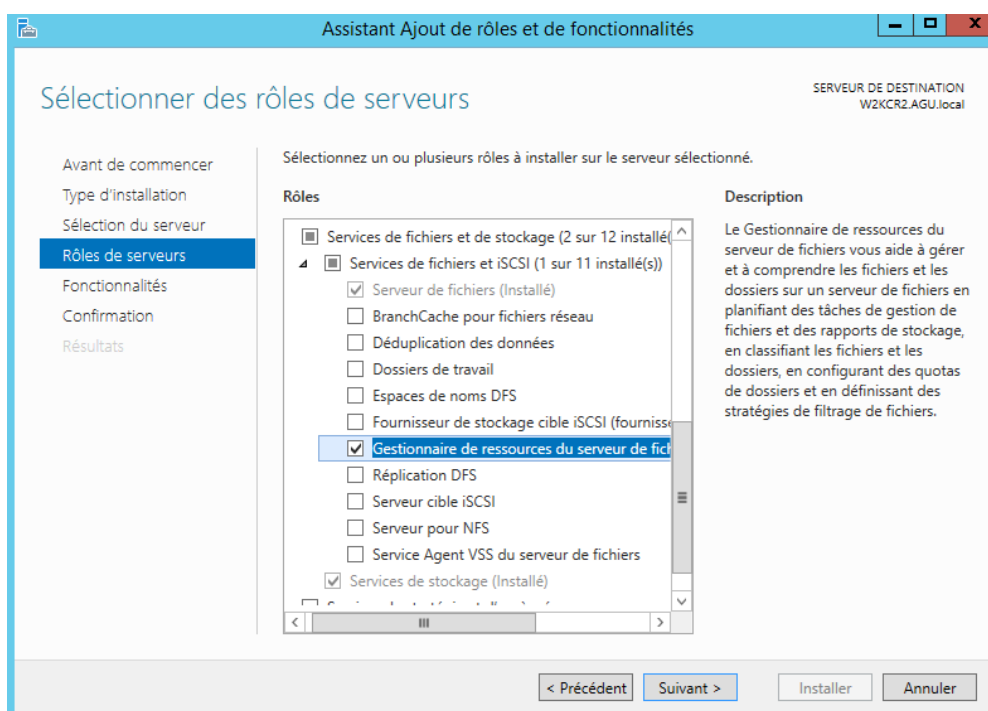 Assistant Ajout de rôles et de fonctionnalités
Sélectionner des rôles de serveurs
SERVEUR DE DESTINATION
W2KCR2.AGU.local
Avant de commencer
Type d'installation
Sélection du serveur
Rôles de serveurs
Fonctionnalités
Confirmation
Résultats
Sélectionnez un ou plusieurs rôles à installer sur le serveur sélectionné.
Rôles
Services de fichiers et de stockage (2 sur 12 installé(
Services de fichiers et iSCSI (1 sur 11 installé(s))
Serveur de fichiers (Installé)
BranchCache pour fichiers réseau
Déduplication des données
Dossiers de travail
Espaces de noms DFS
Fournisseur de stockage cible iSCSI (fournisse
Gestionnaire de ressources du serveur de fich
Réplication DFS
Serveur cible iSCSI
Serveur pour NFS
Service Agent VSS du serveur de fichiers
Services de stockage (Installé)
Description
Le Gestionnaire de ressources du
serveur de fichiers vous aide à gérer
et à comprendre les fichiers et les
dossiers sur un serveur de fichiers en
planifiant des tâches de gestion de
fichiers et des rapports de stockage,
en classifiant les fichiers et les
dossiers, en configurant des quotas
de dossiers et en définissant des
stratégies de filtrage de fichiers.
< Précédent
Suivant >
Installer
Annuler